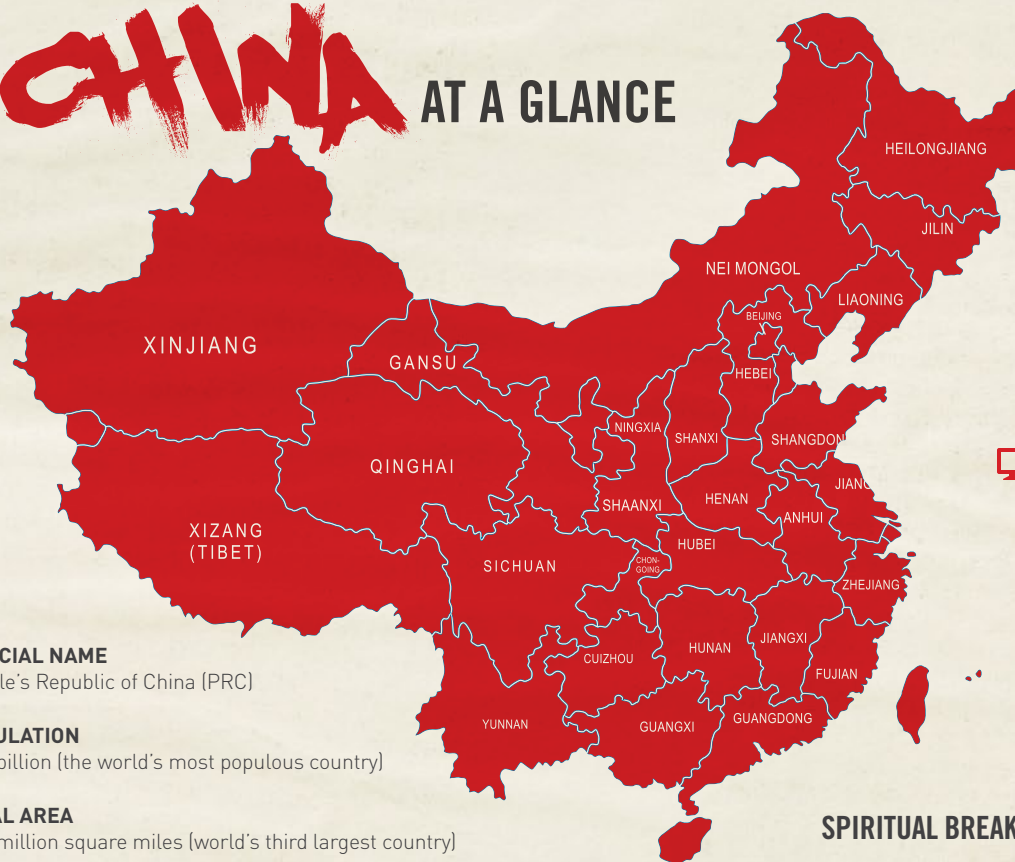 CHINA AT A GLANCE
HEILONGJIANG
JILIN
NEI MONGOL
LIAONING
BEIJING
XINJIANG
GANSU
HEBEI
NINGXIA
SHANXI
SHANGDON
QINGHAI
JIANG
SHAANXI
HENAN
ANHUI
XIZANG
(TIBET)
HUBEI
SICHUAN
CHON-
GOING
ZHEJIANG
JIANGXI
HUNAN
CUIZHOU
FUJIAN
GUANGDONG
YUNNAN
GUANGXI
CIAL NAME
le's Republic of China (PRC)
ULATION
billion (the world's most populous country)
AL AREA
million square miles (world's third largest country)
SPIRITUAL BREAK